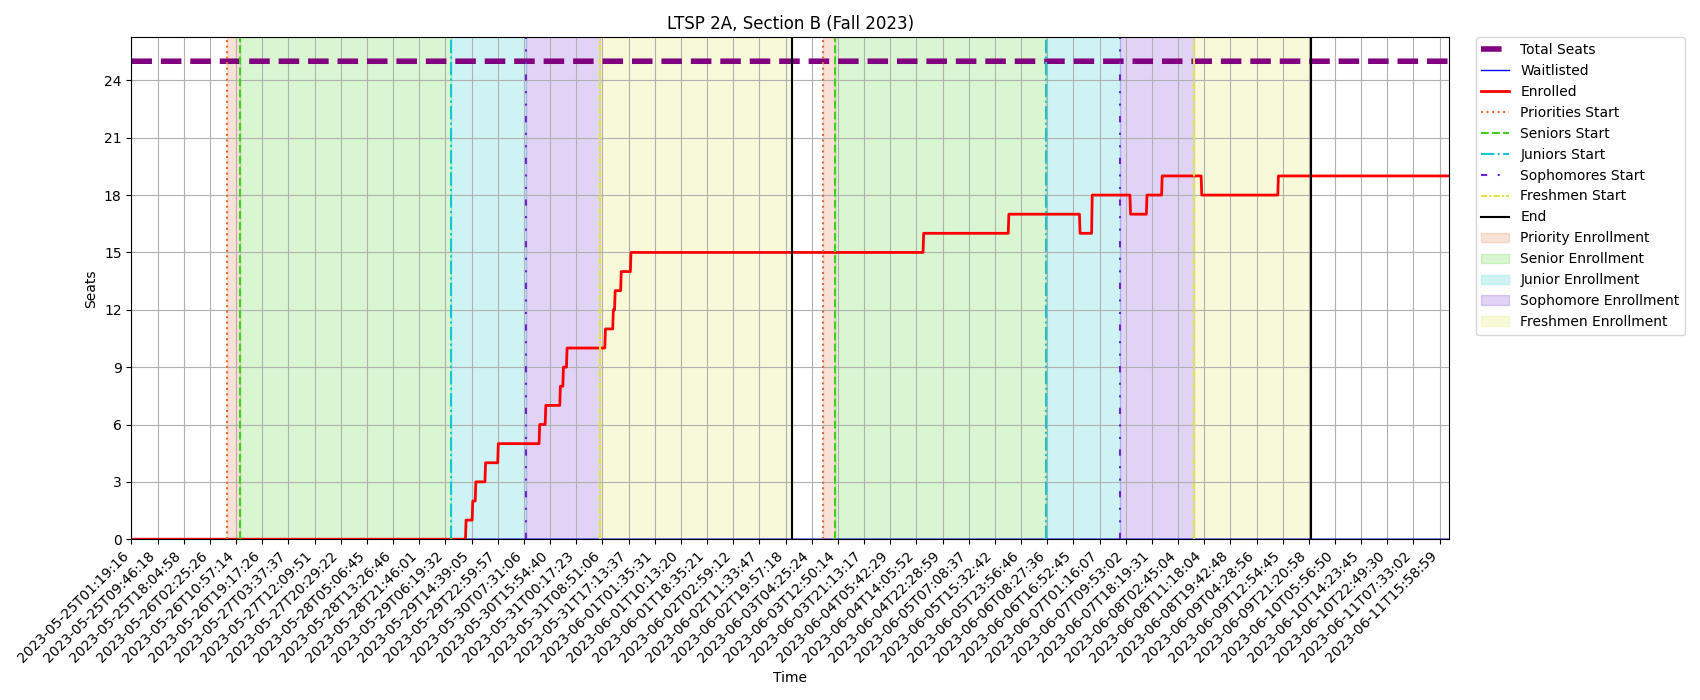 LTSP 2A, Section B (Fall 2023)
Total Seats
Waitlisted
Enrolled
Priorities Start
Seniors Start
Juniors Start
Sophomores Start
Freshmen Start
End
Priority Enrollment
Senior Enrollment
Junior Enrollment
Sophomore Enrollment
Freshmen Enrollment
Seats
24
21
18
15
12
9
6
3
0
2023-05-25T01:19:16
2023-05-25T09:46:18
2023-05-25T18:04:58
2023-05-26T02:25:26
2023-05-26T10:57:14
2023-05-26T19:17:26
2023-05-27T03:37:37
2023-05-27T12:09:51
2023-05-27T20:29:22
2023-05-28T05:06:45
2023-05-28T13:26:46
2023-05-28T21:46:01
2023-05-29T06:19:32
2023-05-29T14:39:05
2023-05-29T22:59:57
2023-05-30T07:31:06
2023-05-30T15:54:40
2023-05-31T00:17:23
2023-05-31T08:51:06
2023-05-31T17:13:37
2023-06-01T01:35:31
2023-06-01T10:13:20
2023-06-01T18:35:21
2023-06-02T02:59:12
2023-06-02T11:33:47
2023-06-02T19:57:18
2023-06-03T04:25:24
2023-06-03T12:50:14
2023-06-03T21:13:17
2023-06-04T05:42:29
2023-06-04T14:05:52
2023-06-04T22:28:59
2023-06-05T07:08:37
2023-06-05T15:32:42
2023-06-05T23:56:46
2023-06-06T08:27:36
2023-06-06T16:52:45
2023-06-07T01:16:07
2023-06-07T09:53:02
2023-06-07T18:19:31
2023-06-08T02:45:04
2023-06-08T11:18:04
2023-06-08T19:42:48
2023-06-09T04:28:56
2023-06-09T12:54:45
2023-06-09T21:20:58
2023-06-10T05:56:50
2023-06-10T14:23:45
2023-06-10T22:49:30
2023-06-11T07:33:02
2023-06-11T15:58:59
Time